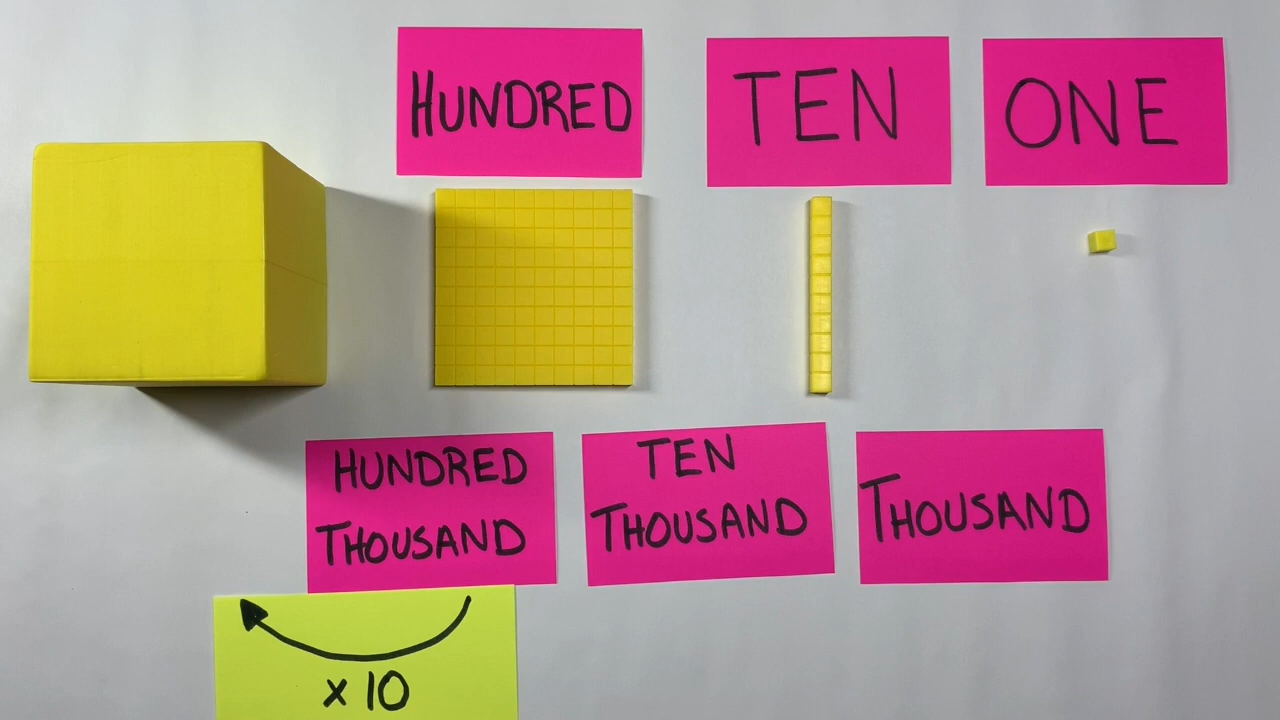 HUNDRED
TEN
ONE
HUNDRED
THOUSAND
TEN
THOUSAND
THOUSAND
x 10